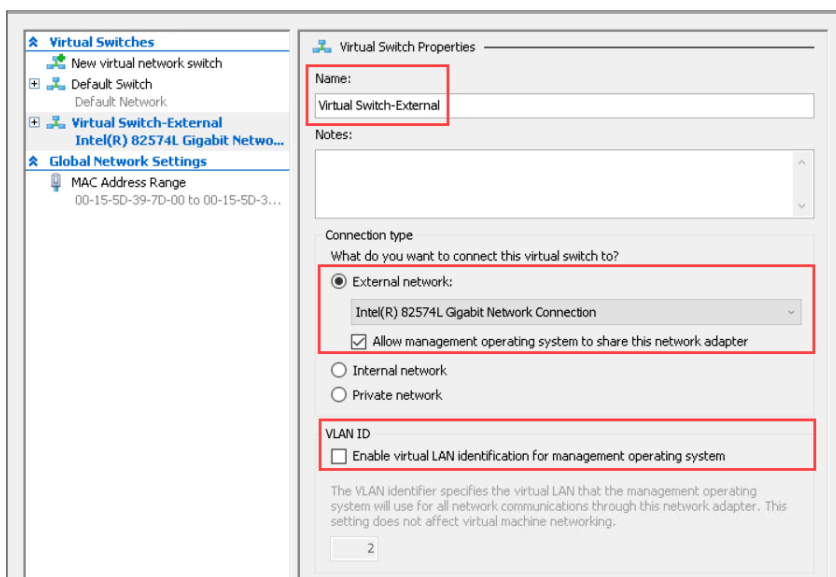 Virtual Switches
New virtual network switch
Default Switch
Default Network
Virtual Switch-External
Intel(R) 82574L Gigabit Netwo...
Global Network Settings
MAC Address Range
00-15-5D-39-7D-00 to 00-15-5D-3...
Virtual Switch Properties
Name:
Virtual Switch-External
Notes:
Connection type
What do you want to connect this virtual switch to?
External network:
Intel(R) 82574L Gigabit Network Connection
Allow management operating system to share this network adapter
Internal network
Private network
VLAN ID
Enable virtual LAN identification for management operating system
The VLAN identifier specifies the virtual LAN that the management operating
system will use for all network communications through this network adapter. This
setting does not affect virtual machine networking.
2